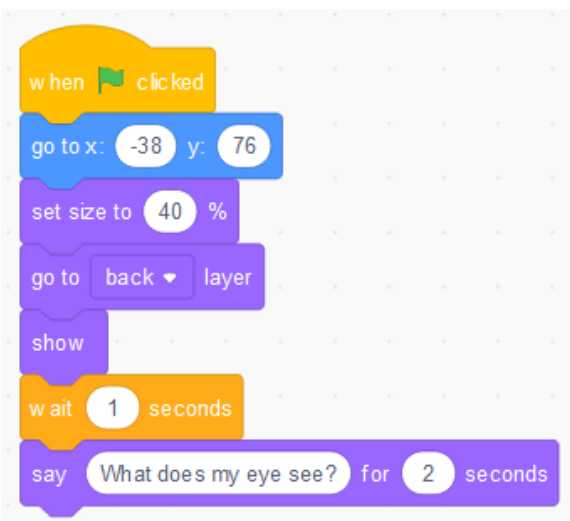 when clicked
go to x: -38 y: 76
set size to 40 %
go to back layer
show
wait 1 seconds
say What does my eye see? for 2 seconds